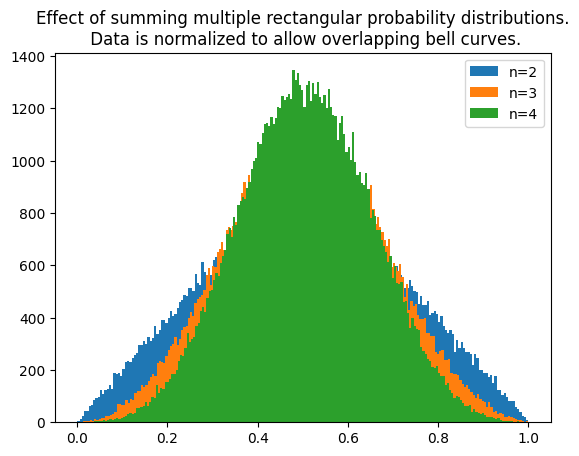 Effect of summing multiple rectangular probability distributions.
Data is normalized to allow overlapping bell curves.
1400
1200
1000
800
600
400
200
0
n=2
n=3
n=4
0.0 0.2 0.4 0.6 0.8 1.0